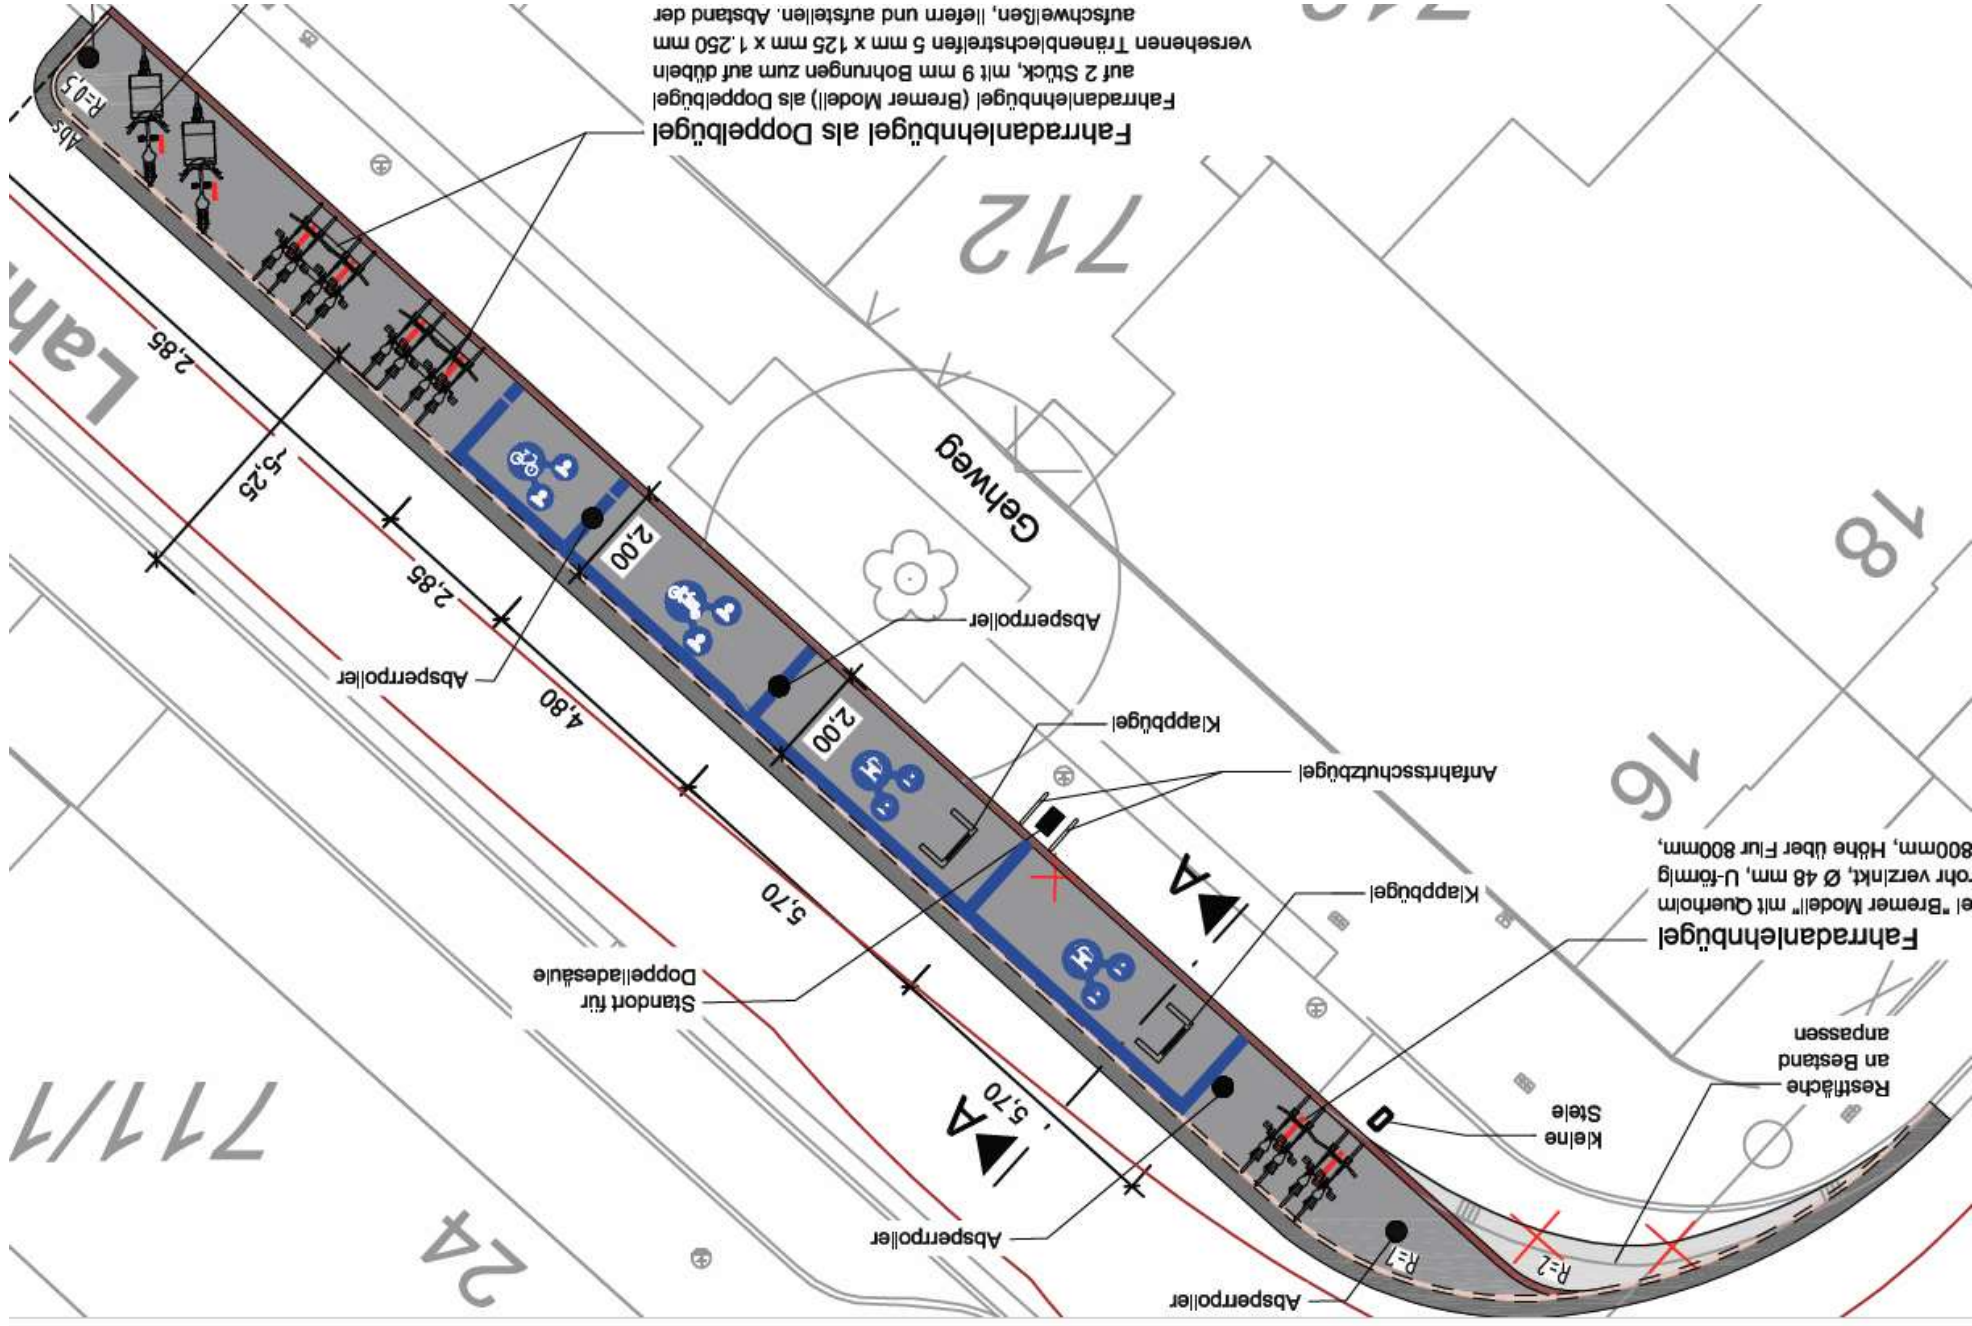 Absperrpoller
R=2
24
Absperrpoller
kleine
Stele
Restfläche
an Bestand
anpassen
711/1
A
5,70
Standort für
Doppelladesäule
Fahrradanlehnbügel
el "Bremer Modell" mit Querholm
rohr verzinkt, Ø 48 mm, U-förmig
800mm, Höhe über Flur 800mm,
Klappbügel
A
5,70
Anfahrtsschutzbügel
16
Klappbügel
2,00
4,80
Absperrpoller
Absperrpoller
2,00
2,85
18
Gehweg
~5,25
2,85
Lah
712
Fahrradanlehnbügel als Doppelbügel
Fahrradanlehnbügel (Bremer Modell) als Doppelbügel
auf 2 Stück, mit 9 mm Bohrungen zum auf dübeln
versehenen Tränenblechstreifen 5 mm x 125 mm x 1.250 mm
aufschweißen, liefern und aufstellen. Abstand der
Abs
R=0,5